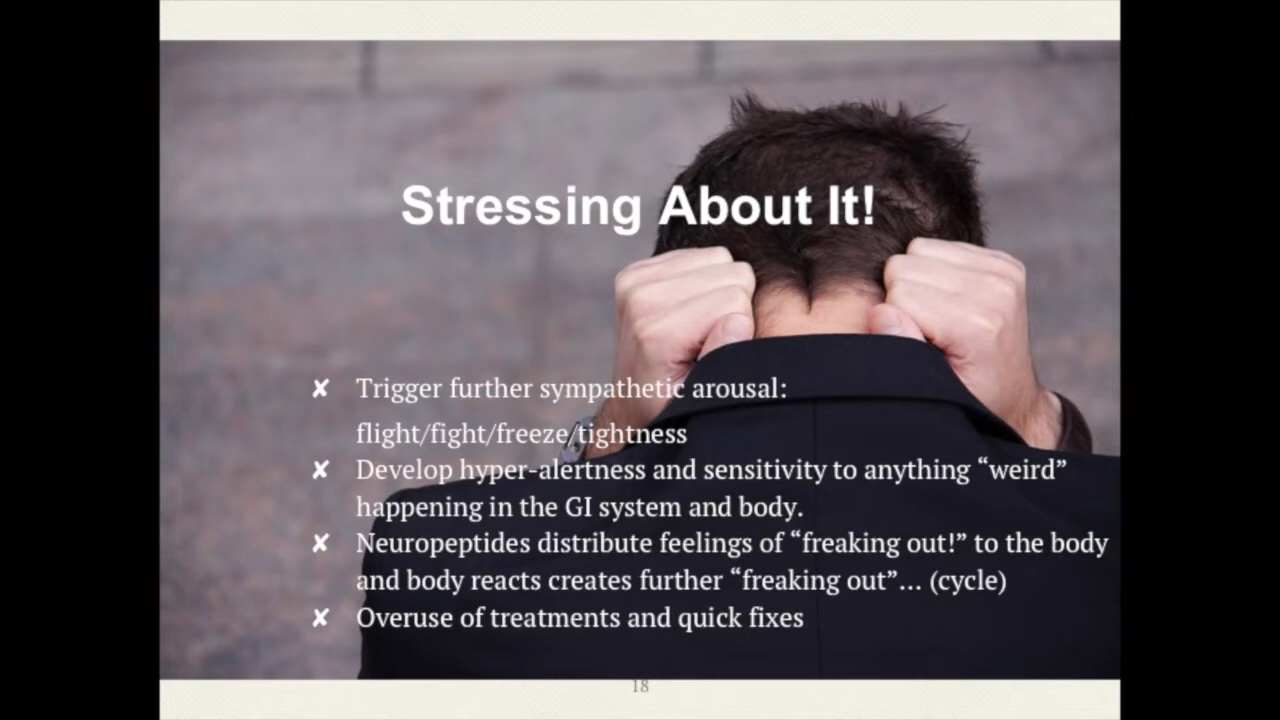 Stressing About It!
✘ Trigger further sympathetic arousal:
flight/fight/freeze/tightness
✘ Develop hyper-alertness and sensitivity to anything “weird”
happening in the GI system and body.
✘ Neuropeptides distribute feelings of “freaking out!” to the body
and body reacts creates further “freaking out”... (cycle)
✘ Overuse of treatments and quick fixes
18